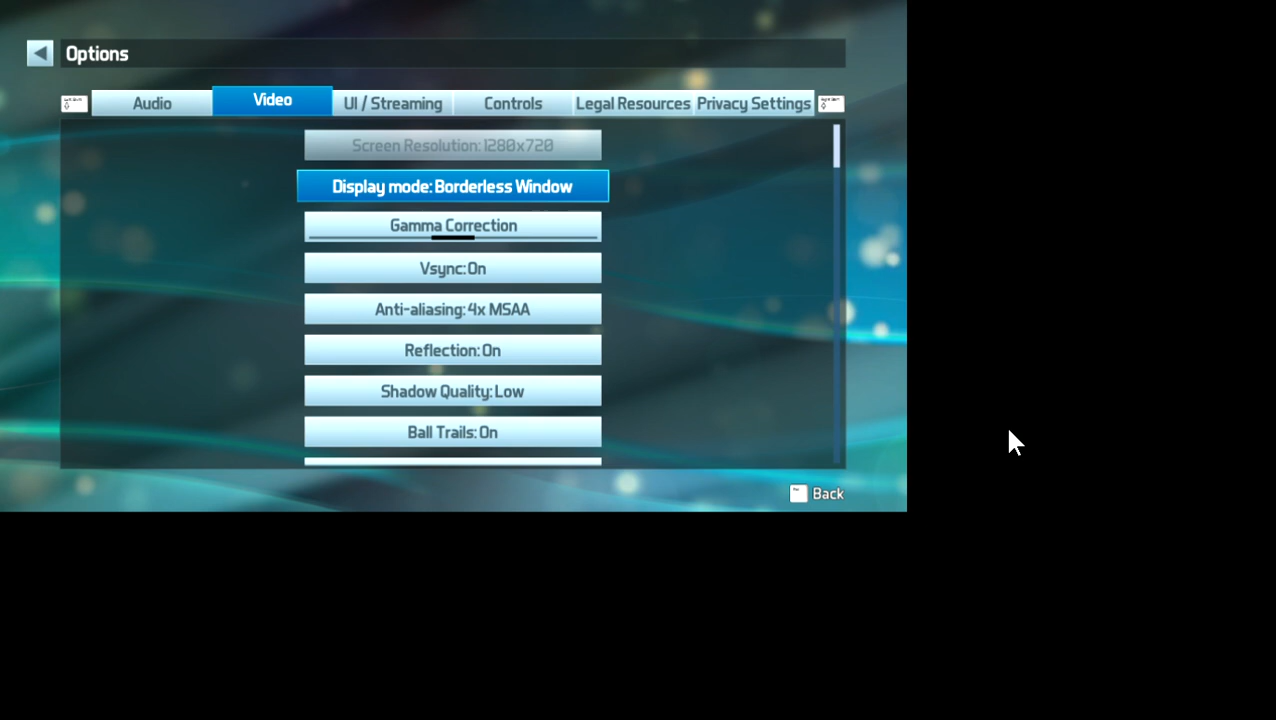 Options
Audio
Video
UI / Streaming
Controls
Legal Resources
Privacy Settings
Screen Resolution: 1280x720
Display mode: Borderless Window
Gamma Correction
Vsync: On
Anti-aliasing: 4x MSAA
Reflection: On
Shadow Quality: Low
Ball Trails: On
Back